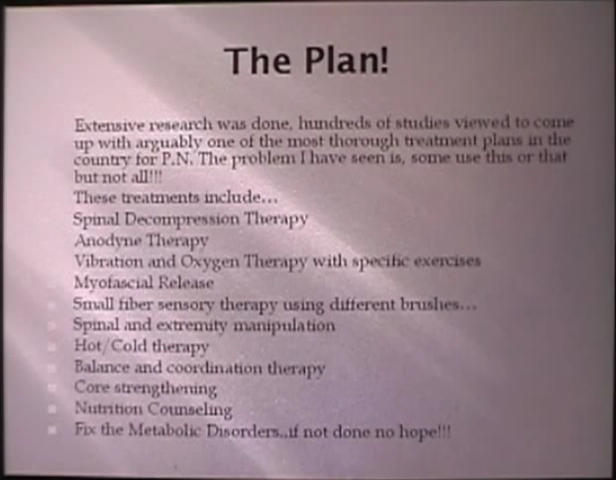 The Plan!
Extensive research was done, hundreds of studies viewed to come
up with arguably one of the most thorough treatment plans in the
country for P.N. The problem I have seen is, some use this or that
but not all!!!
These treatments include…
Spinal Decompression Therapy
Anodyne Therapy
Vibration and Oxygen Therapy with specific exercises
Myofascial Release
Small fiber sensory therapy using different brushes…
Spinal and extremity manipulation
Hot/Cold therapy
Balance and coordination therapy
Core strengthening
Nutrition Counseling
Fix the Metabolic Disorders..if not done no hope!!!